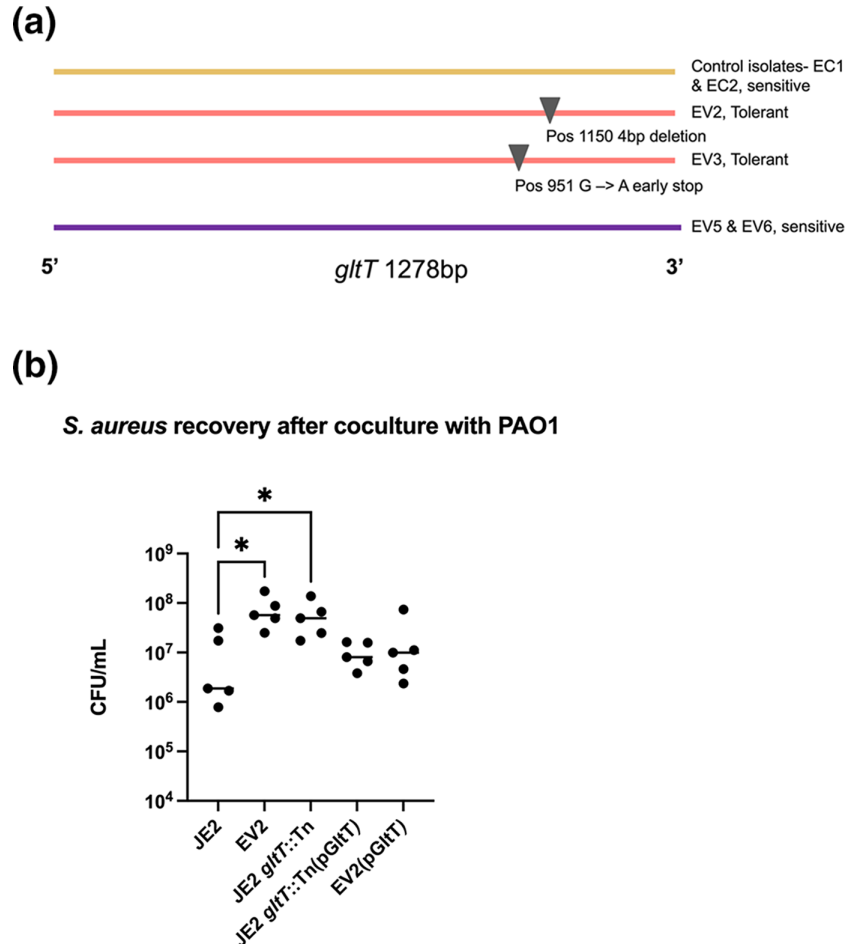 (a)
Control isolates- EC1
& EC2, sensitive
EV2, Tolerant
Pos 1150 4bp deletion
EV3, Tolerant
Pos 951 G –> A early stop
EV5 & EV6, sensitive
5’
gltT 1278bp
3’
(b)
S. aureus recovery after coculture with PAO1
*
*
10⁹
10⁸
10⁷
10⁶
10⁵
10⁴
CFU/mL
JE2
EV2
JE2 gltT::Tn
JE2 gltT::Tn(pGltT)
EV2(pGltT)